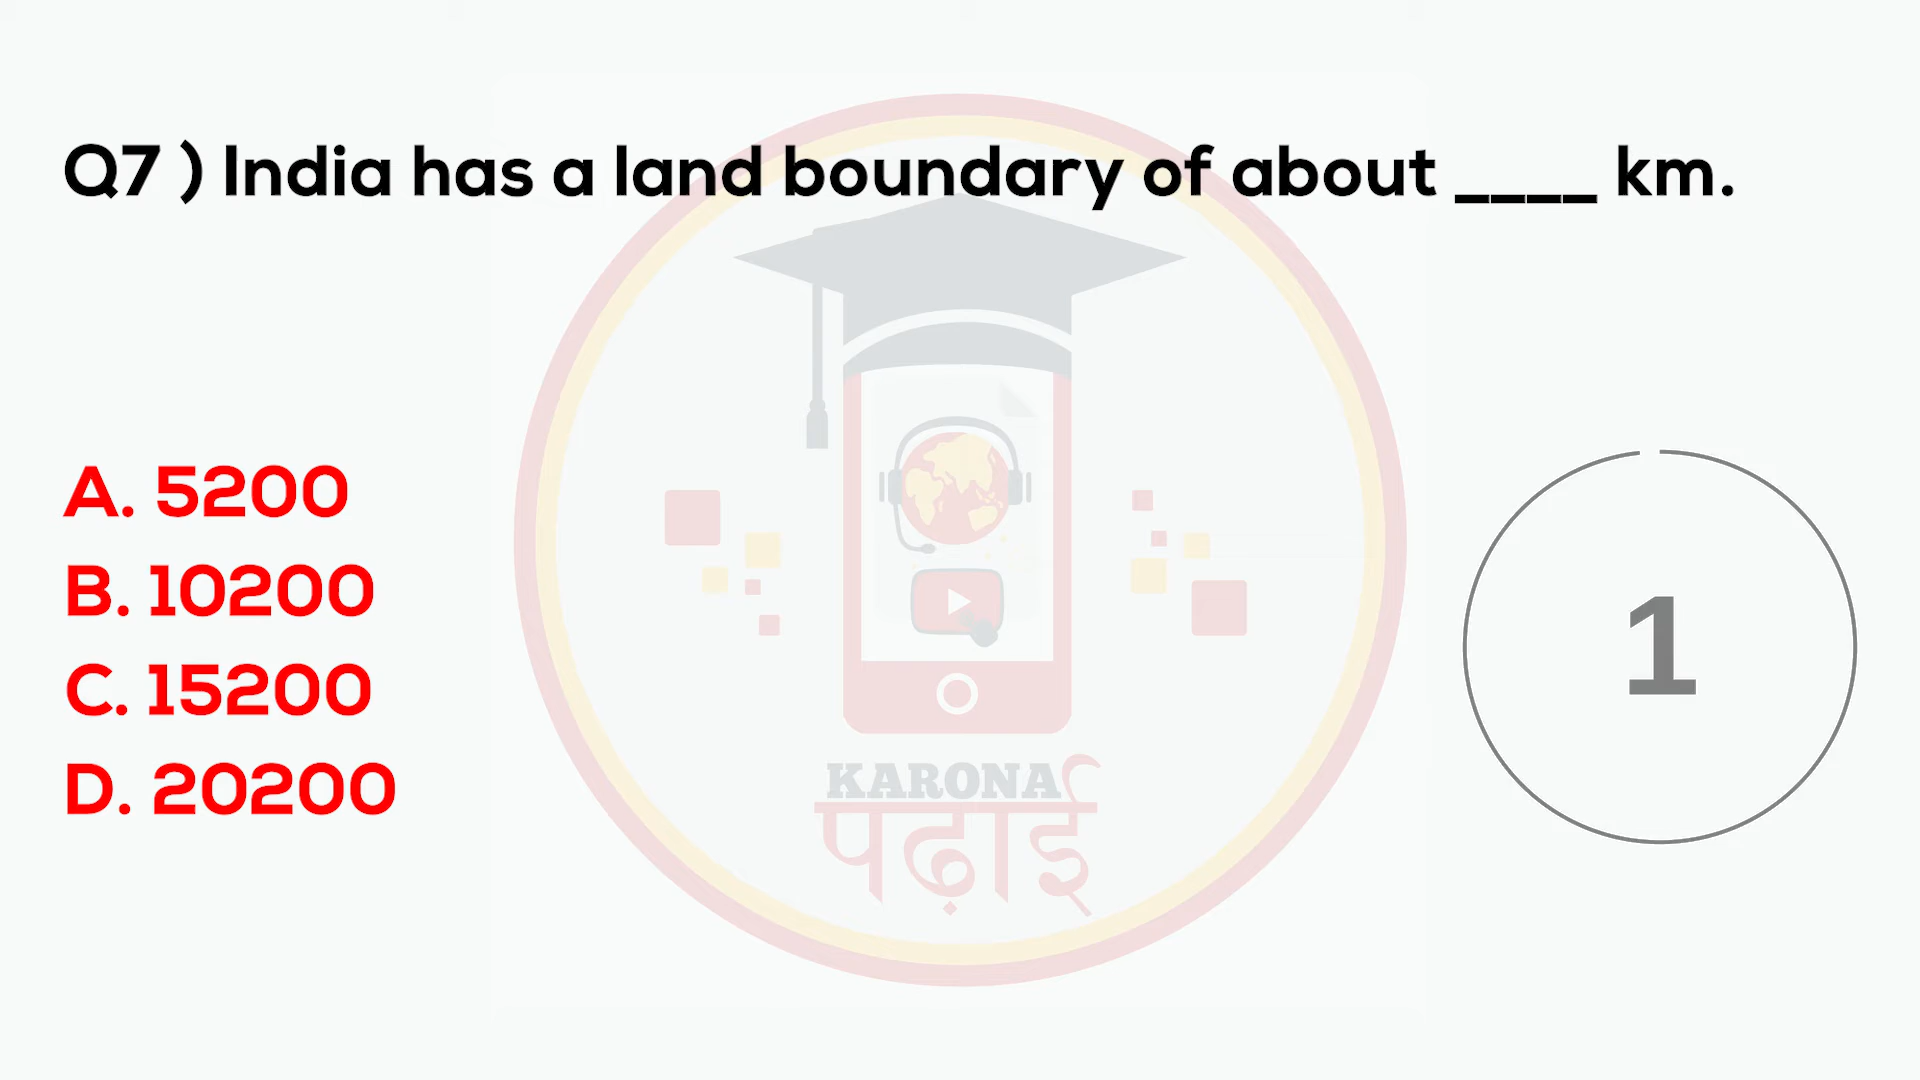 Q7 ) India has a land boundary of about ____ km.
A. 5200
B. 10200
C. 15200
D. 20200
1
KARONA
पढ़ाई